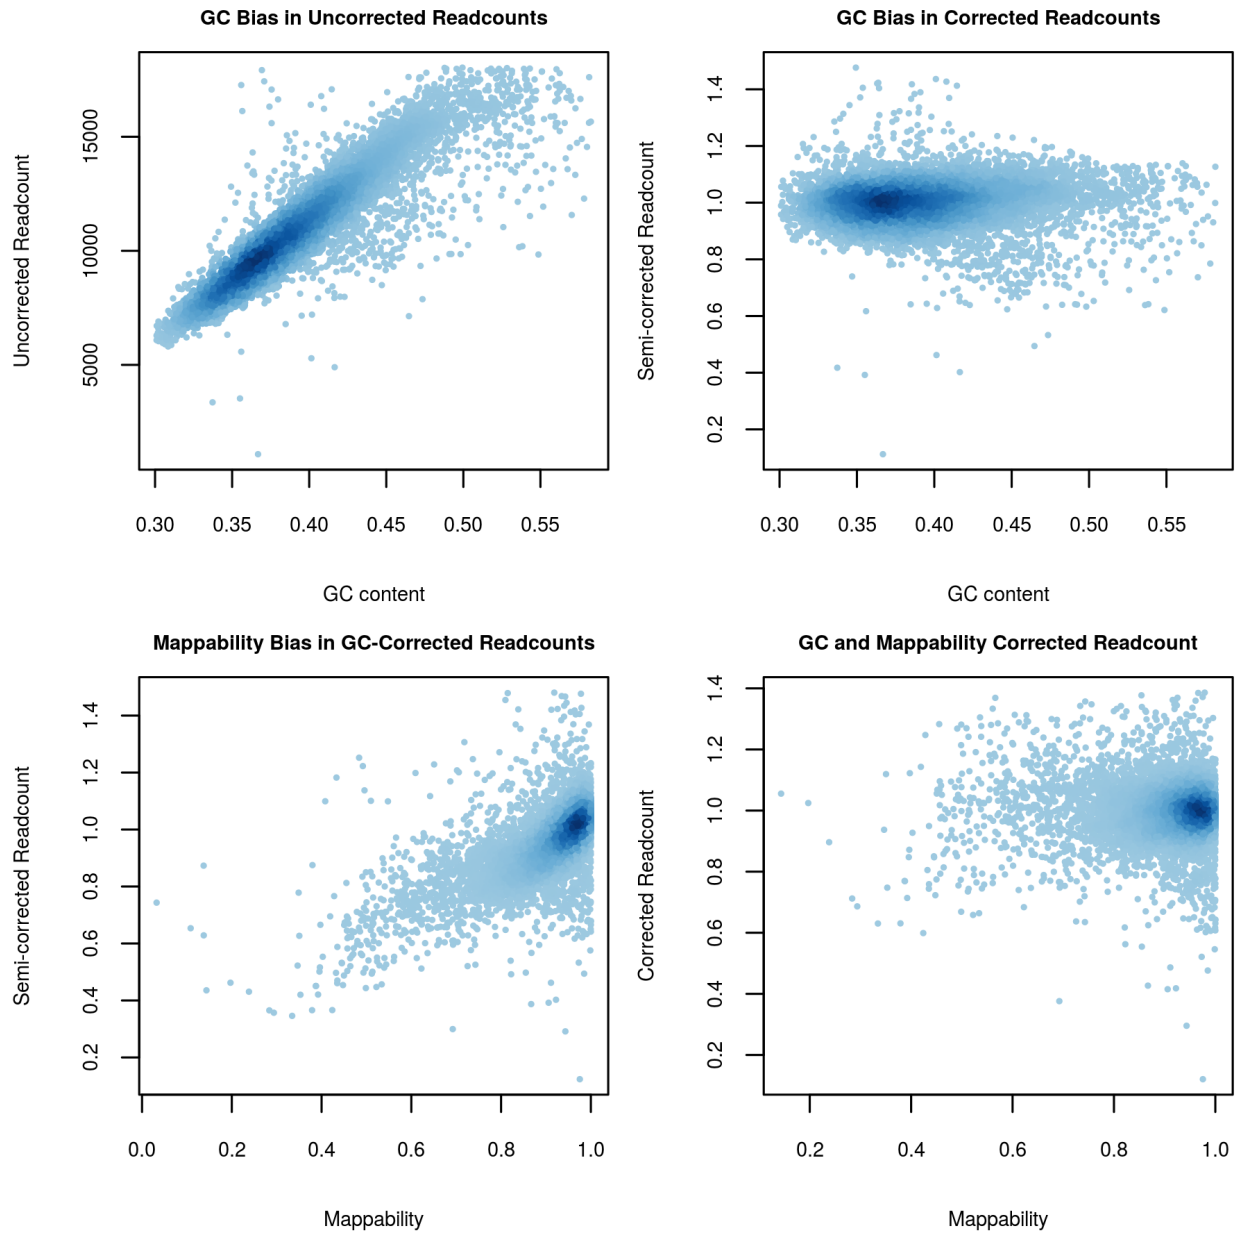 GC Bias in Uncorrected Readcounts
Uncorrected Readcount
15000
10000
5000
0.30 0.35 0.40 0.45 0.50 0.55
GC content
GC Bias in Corrected Readcounts
Semi-corrected Readcount
1.4
1.2
1.0
0.8
0.6
0.4
0.2
0.30 0.35 0.40 0.45 0.50 0.55
GC content
Mappability Bias in GC-Corrected Readcounts
Semi-corrected Readcount
1.4
1.2
1.0
0.8
0.6
0.4
0.2
0.0 0.2 0.4 0.6 0.8 1.0
Mappability
GC and Mappability Corrected Readcount
Corrected Readcount
1.4
1.2
1.0
0.8
0.6
0.4
0.2
0.2 0.4 0.6 0.8 1.0
Mappability